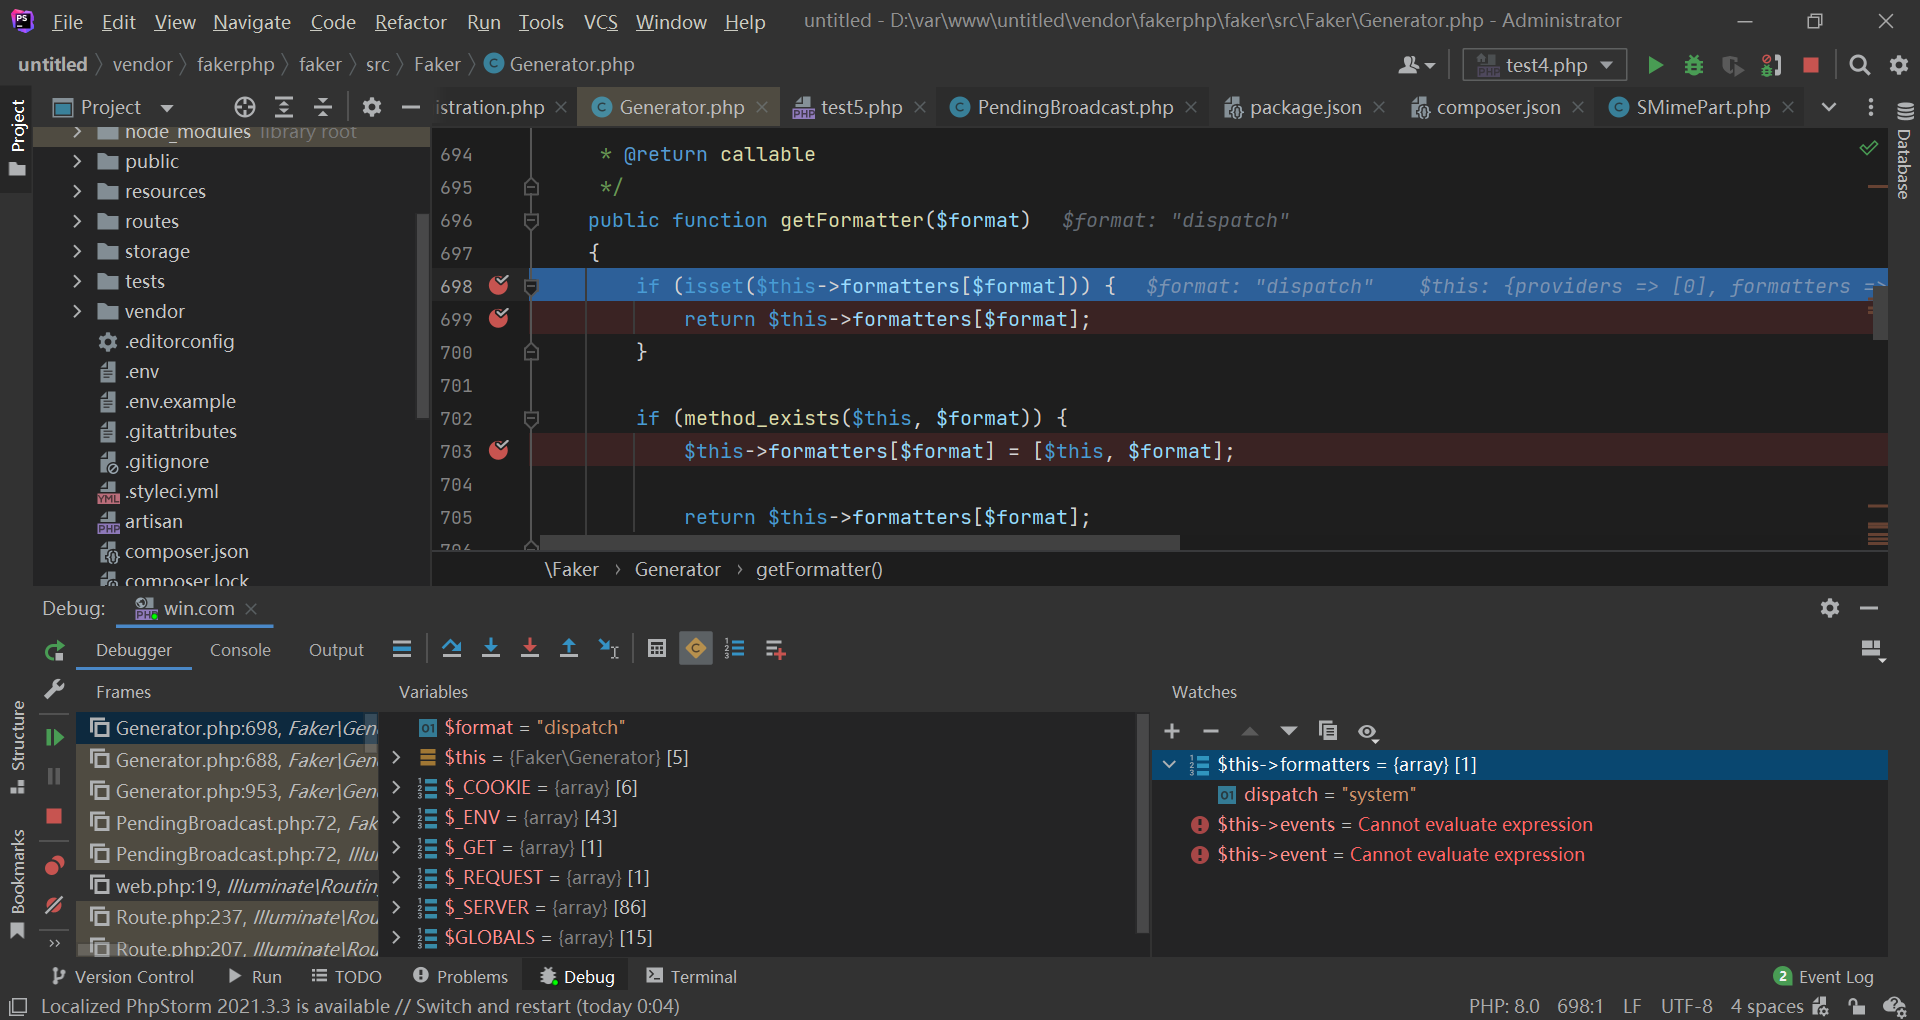 File Edit View Navigate Code Refactor Run Tools VCS Window Help untitled - D:\var\www\untitled\vendor\fakerphp\faker\src\Faker\Generator.php - Administrator
untitled vendor fakerphp faker src Faker Generator.php test4.php
Project
Project istration.php Generator.php test5.php PendingBroadcast.php package.json composer.json SMimePart.php
Database
node_modules library root
public
resources
routes
storage
tests
vendor
.editorconfig
.env
.env.example
.gitattributes
.gitignore
.styleci.yml
artisan
composer.json
composer.lock
694 * @return callable
695 */
696 public function getFormatter($format) $format: "dispatch"
697 {
698 if (isset($this->formatters[$format])) { $format: "dispatch" $this: {providers => [0], formatters =>
699 return $this->formatters[$format];
700 }
701
702 if (method_exists($this, $format)) {
703 $this->formatters[$format] = [$this, $format];
704
705 return $this->formatters[$format];
706
\Faker › Generator › getFormatter()
Debug: win.com
Debugger Console Output
Structure
Bookmarks
Frames
Generator.php:698, Faker\Gen
Generator.php:688, Faker\Gen
Generator.php:953, Faker\Gen
PendingBroadcast.php:72, Fak
PendingBroadcast.php:72, Illu
web.php:19, Illuminate\Routin
Route.php:237, Illuminate\Rou
Route.php:207, Illuminate\Rou
Variables
$format = "dispatch"
$this = {Faker\Generator} [5]
$_COOKIE = {array} [6]
$_ENV = {array} [43]
$_GET = {array} [1]
$_REQUEST = {array} [1]
$_SERVER = {array} [86]
$GLOBALS = {array} [15]
Watches
$this->formatters = {array} [1]
dispatch = "system"
$this->events = Cannot evaluate expression
$this->event = Cannot evaluate expression
Version Control Run TODO Problems Debug Terminal 2 Event Log
Localized PhpStorm 2021.3.3 is available // Switch and restart (today 0:04) PHP: 8.0 698:1 LF UTF-8 4 spaces